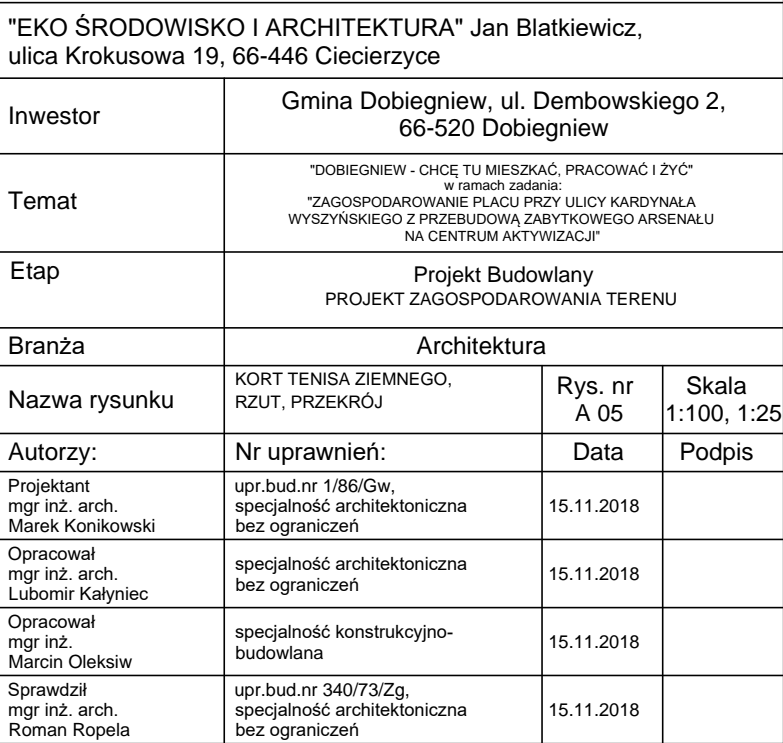 "EKO ŚRODOWISKO I ARCHITEKTURA" Jan Blatkiewicz,
ulica Krokusowa 19, 66-446 Ciecierzyce
Inwestor
Gmina Dobiegniew, ul. Dembowskiego 2,
66-520 Dobiegniew
Temat
"DOBIEGNIEW - CHCĘ TU MIESZKAĆ, PRACOWAĆ I ŻYĆ"
w ramach zadania:
"ZAGOSPODAROWANIE PLACU PRZY ULICY KARDYNAŁA
WYSZYŃSKIEGO Z PRZEBUDOWĄ ZABYTKOWEGO ARSENAŁU
NA CENTRUM AKTYWIZACJI"
Etap
Projekt Budowlany
PROJEKT ZAGOSPODAROWANIA TERENU
Branża
Architektura
Nazwa rysunku
KORT TENISA ZIEMNEGO,
RZUT, PRZEKRÓJ
Rys. nr
A 05
Skala
1:100, 1:25
Autorzy:
Nr uprawnień:
Data
Podpis
Projektant
mgr inż. arch.
Marek Konikowski
upr.bud.nr 1/86/Gw,
specjalność architektoniczna
bez ograniczeń
15.11.2018
Opracował
mgr inż. arch.
Lubomir Kałyniec
specjalność architektoniczna
bez ograniczeń
15.11.2018
Opracował
mgr inż.
Marcin Oleksiw
specjalność konstrukcyjno-
budowlana
15.11.2018
Sprawdził
mgr inż. arch.
Roman Ropela
upr.bud.nr 340/73/Zg,
specjalność architektoniczna
bez ograniczeń
15.11.2018